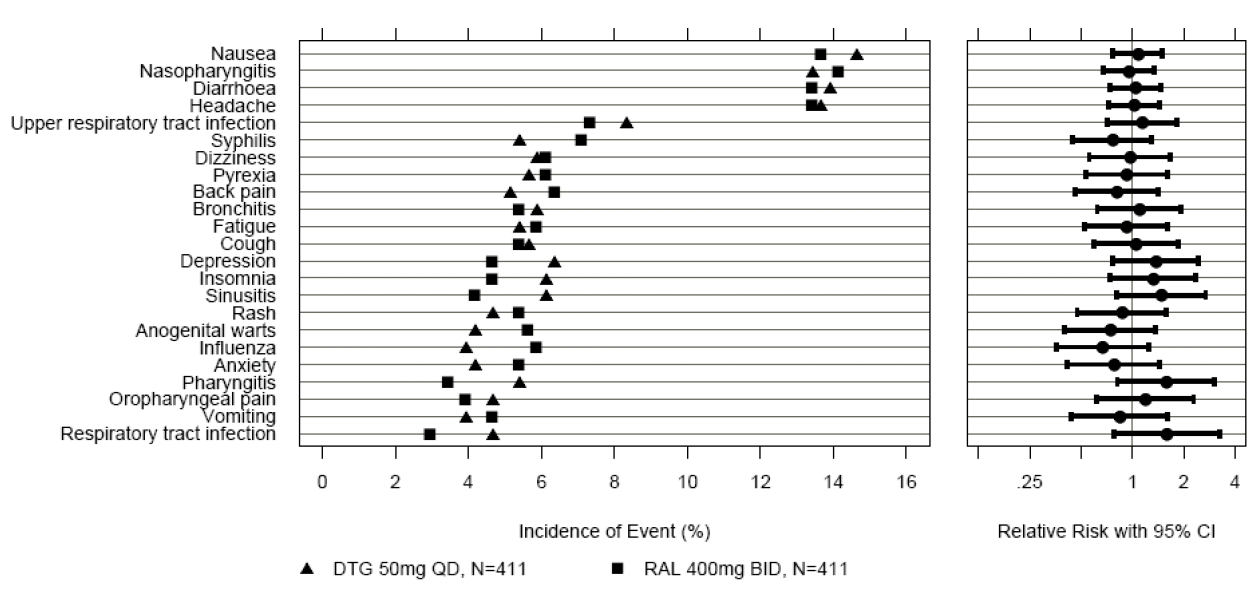 Nausea
Nasopharyngitis
Diarrhoea
Headache
Upper respiratory tract infection
Syphilis
Dizziness
Pyrexia
Back pain
Bronchitis
Fatigue
Cough
Depression
Insomnia
Sinusitis
Rash
Anogenital warts
Influenza
Anxiety
Pharyngitis
Oropharyngeal pain
Vomiting
Respiratory tract infection
0 2 4 6 8 10 12 14 16
.25 1 2 4
Incidence of Event (%)
Relative Risk with 95% CI
DTG 50mg QD, N=411
RAL 400mg BID, N=411